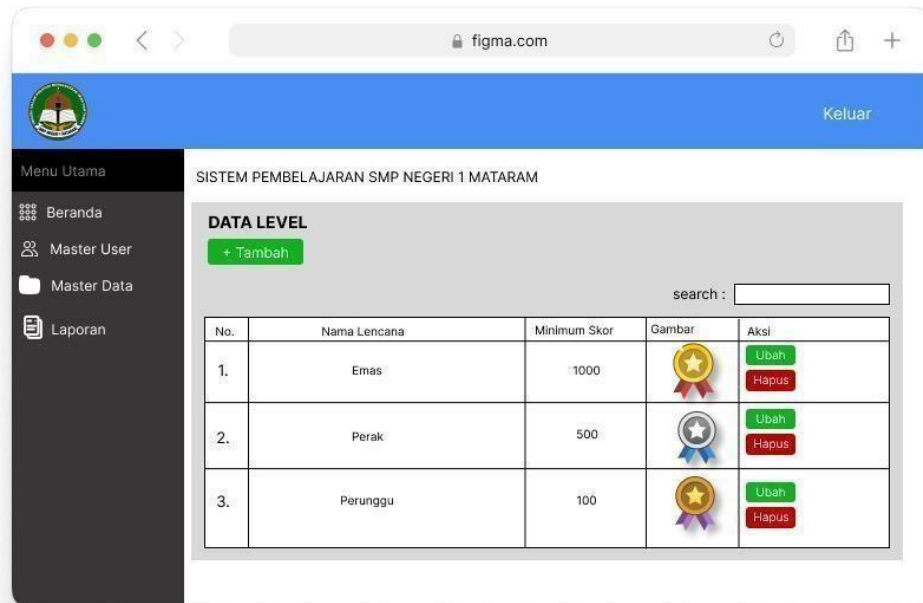 figma.com
Keluar
Menu Utama
Beranda
Master User
Master Data
Laporan
SISTEM PEMBELAJARAN SMP NEGERI 1 MATARAM
DATA LEVEL
+ Tambah
search :
No. Nama Lencana Minimum Skor Gambar Aksi
1. Emas 1000 Ubah
Hapus
2. Perak 500 Ubah
Hapus
3. Perunggu 100 Ubah
Hapus